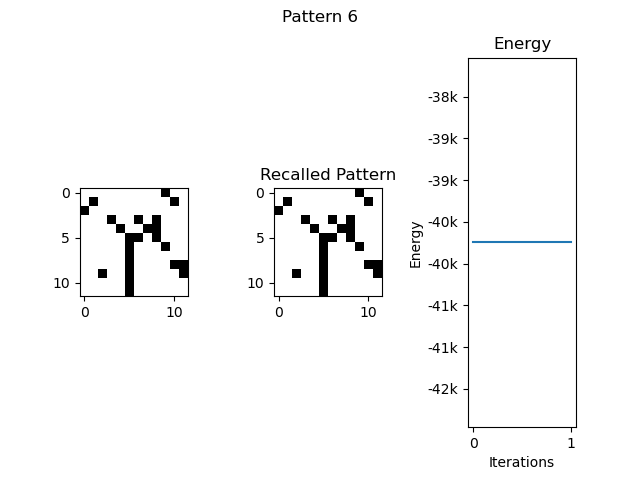 Pattern 6
Energy
-38k
-39k
-39k
-40k
-40k
-41k
-41k
-42k
0 1
Iterations
Energy
Recalled Pattern
0
5
10
0 10
0
5
10
0 10